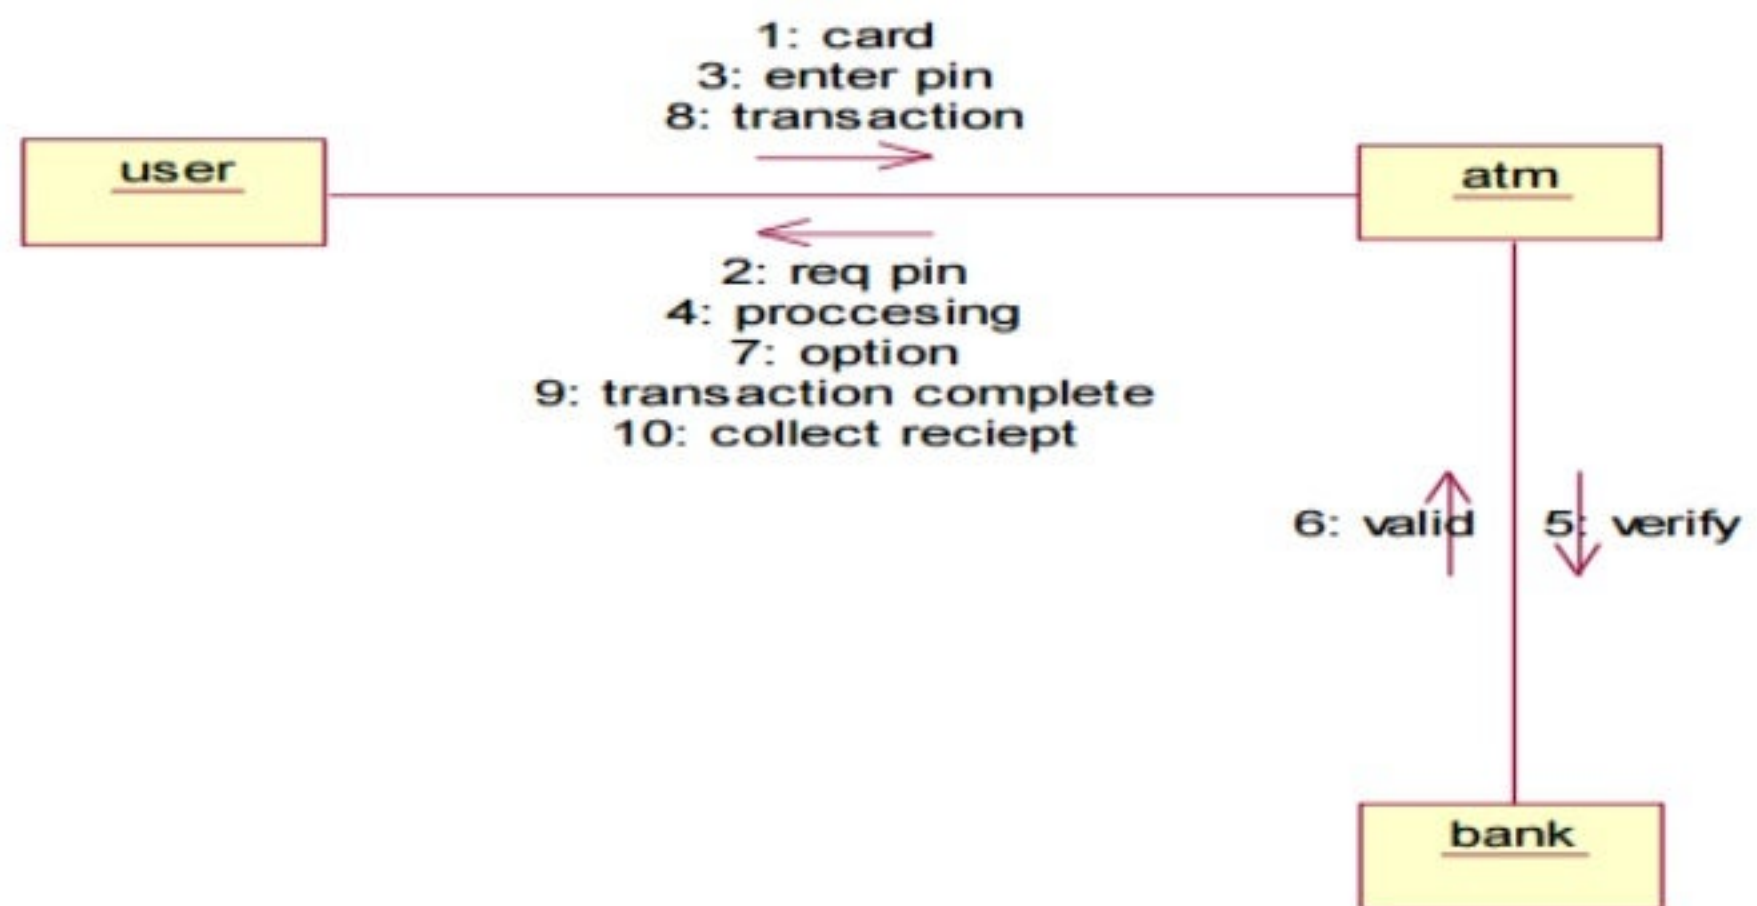 1: card
3: enter pin
8: transaction
user
atm
2: req pin
4: proccesing
7: option
9: transaction complete
10: collect reciept
6: valid
5: verify
bank